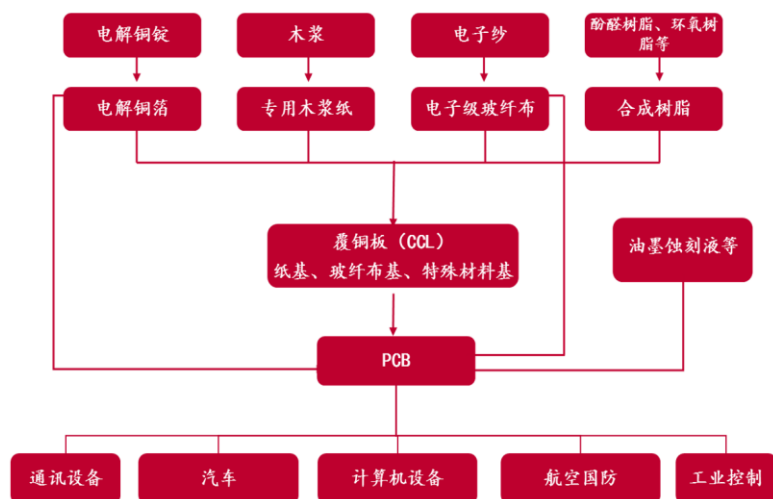 电解铜锭
木浆
电子纱
酚醛树脂、环氧树
脂等
电解铜箔
专用木浆纸
电子级玻纤布
合成树脂
覆铜板（CCL）
纸基、玻纤布基、特殊材料基
油墨蚀刻液等
PCB
通讯设备
汽车
计算机设备
航空国防
工业控制